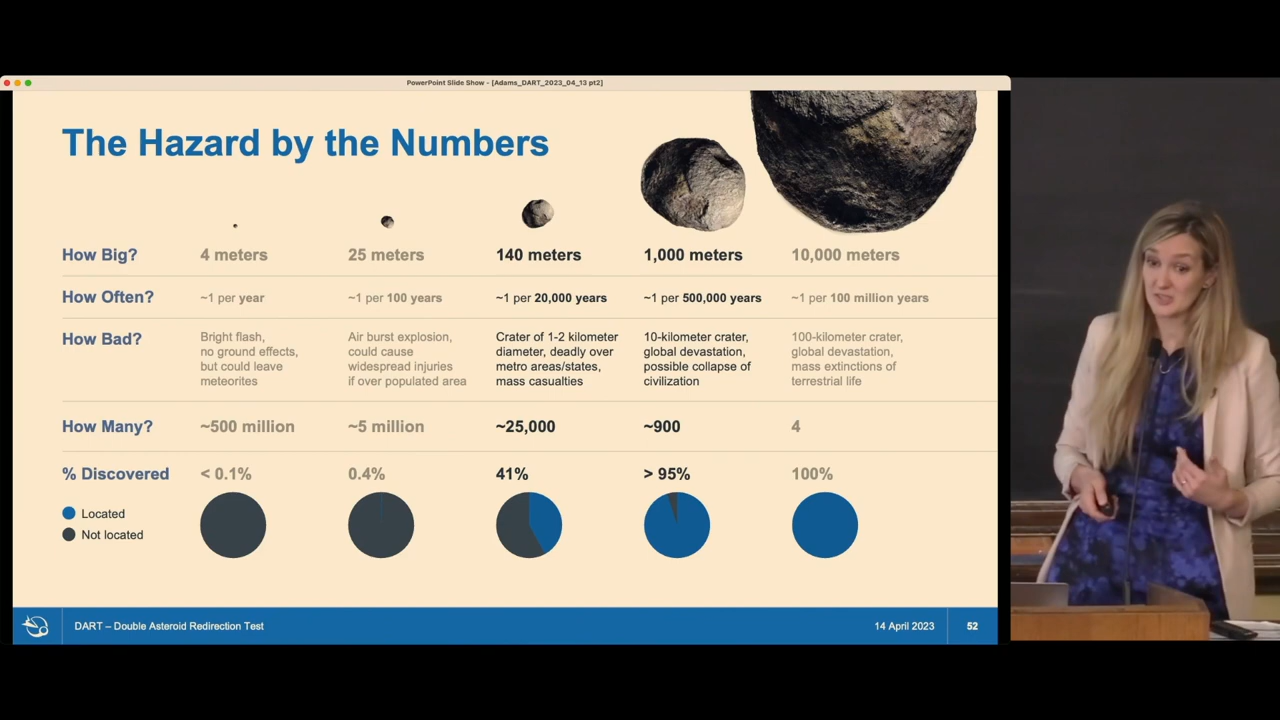 PowerPoint Slide Show - [Adams_DART_2023_04_13 pt2]
The Hazard by the Numbers
How Big? 4 meters 25 meters 140 meters 1,000 meters 10,000 meters
How Often? ~1 per year ~1 per 100 years ~1 per 20,000 years ~1 per 500,000 years ~1 per 100 million years
How Bad?
Bright flash,
no ground effects,
but could leave
meteorites
Air burst explosion,
could cause
widespread injuries
if over populated area
Crater of 1-2 kilometer
diameter, deadly over
metro areas/states,
mass casualties
10-kilometer crater,
global devastation,
possible collapse of
civilization
100-kilometer crater,
global devastation,
mass extinctions of
terrestrial life
How Many? ~500 million ~5 million ~25,000 ~900 4
% Discovered < 0.1% 0.4% 41% > 95% 100%
Located
Not located
DART – Double Asteroid Redirection Test 14 April 2023 52